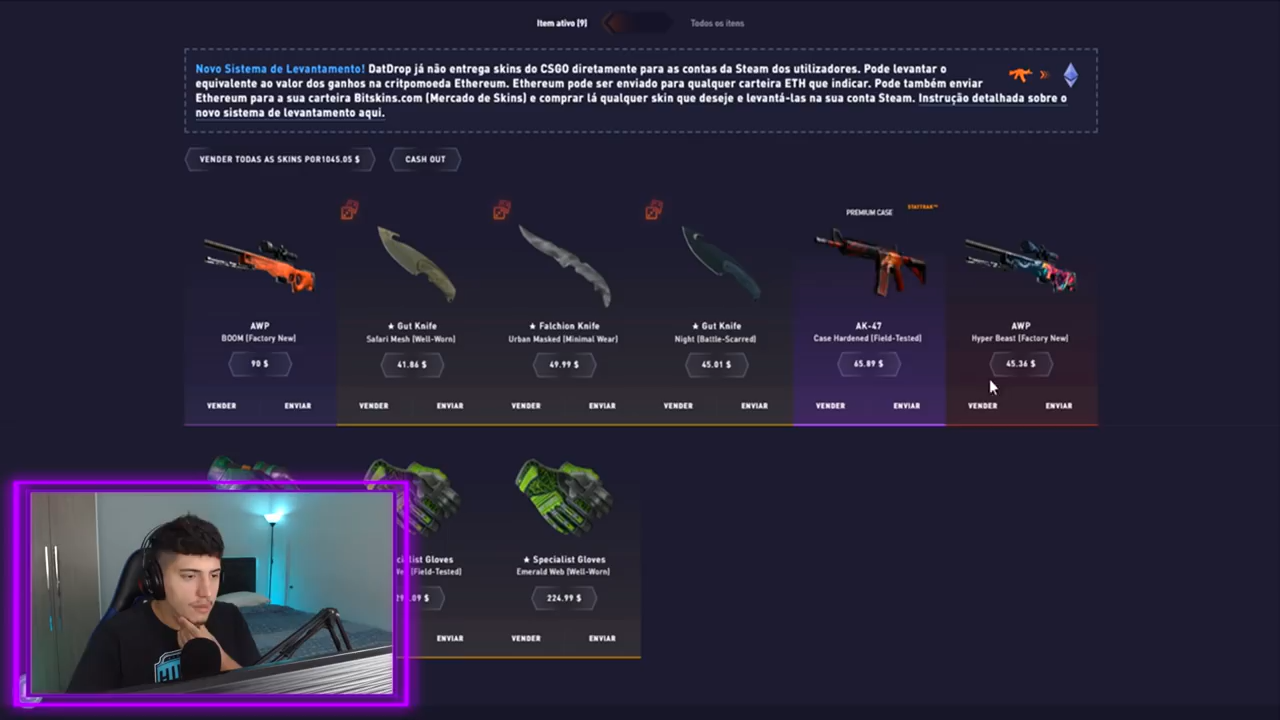 Item ativo (9)
Todos os itens
Novo Sistema de Levantamento! DatDrop já não entrega skins do CSGO diretamente para as contas da Steam dos utilizadores. Pode levantar o
equivalente ao valor dos ganhos na critpomoeda Ethereum. Ethereum pode ser enviado para qualquer carteira ETH que indicar. Pode também enviar
Ethereum para a sua carteira Bitskins.com (Mercado de Skins) e comprar lá qualquer skin que deseje e levantá-las na sua conta Steam. Instrução detalhada sobre o
novo sistema de levantamento aqui.
VENDER TODAS AS SKINS POR1045.05 $
CASH OUT
PREMIUM CASE
STATTRAK™
AWP
BOOM (Factory New)
90 $
VENDER
ENVIAR
★ Gut Knife
Safari Mesh (Well-Worn)
41.86 $
VENDER
ENVIAR
★ Falchion Knife
Urban Masked (Minimal Wear)
49.99 $
VENDER
ENVIAR
★ Gut Knife
Night (Battle-Scarred)
45.01 $
VENDER
ENVIAR
AK-47
Case Hardened (Field-Tested)
65.89 $
VENDER
ENVIAR
AWP
Hyper Beast (Factory New)
45.36 $
VENDER
ENVIAR
Gloves
(Field-Tested)
.09 $
ENVIAR
★ Specialist Gloves
Emerald Web (Well-Worn)
224.99 $
VENDER
ENVIAR